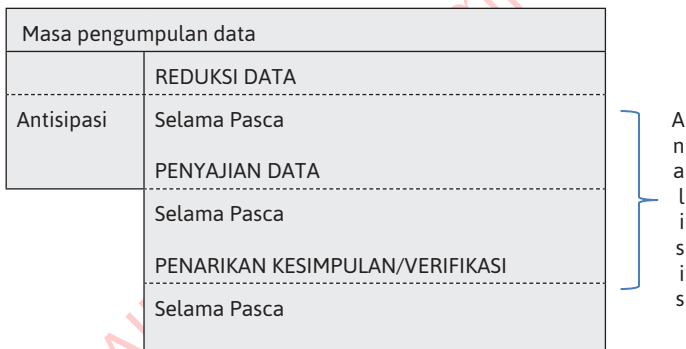 Masa pengumpulan data
REDUKSI DATA
Antisipasi Selama Pasca
PENYAJIAN DATA
Selama Pasca
PENARIKAN KESIMPULAN/VERIFIKASI
Selama Pasca
A
n
a
l
i
s
i
s